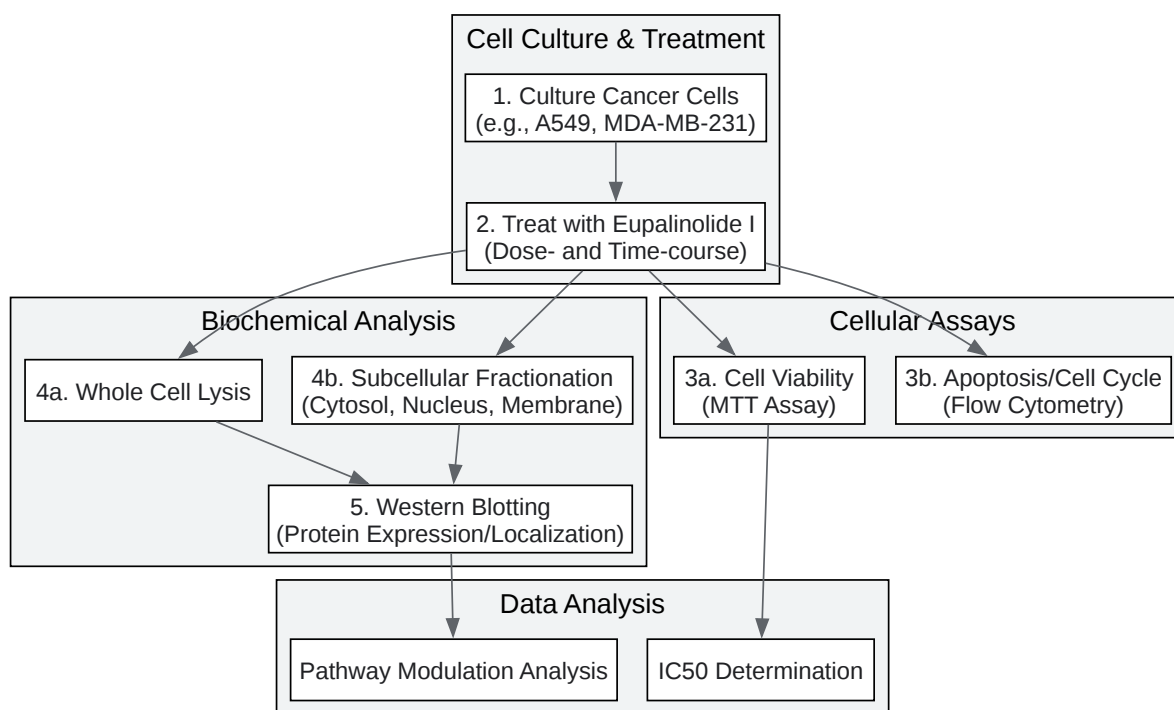 Cell Culture & Treatment
1. Culture Cancer Cells
(e.g., A549, MDA-MB-231)
2. Treat with Eupalinolide I
(Dose- and Time-course)
Biochemical Analysis
4a. Whole Cell Lysis
4b. Subcellular Fractionation
(Cytosol, Nucleus, Membrane)
5. Western Blotting
(Protein Expression/Localization)
Cellular Assays
3a. Cell Viability
(MTT Assay)
3b. Apoptosis/Cell Cycle
(Flow Cytometry)
Data Analysis
Pathway Modulation Analysis
IC50 Determination